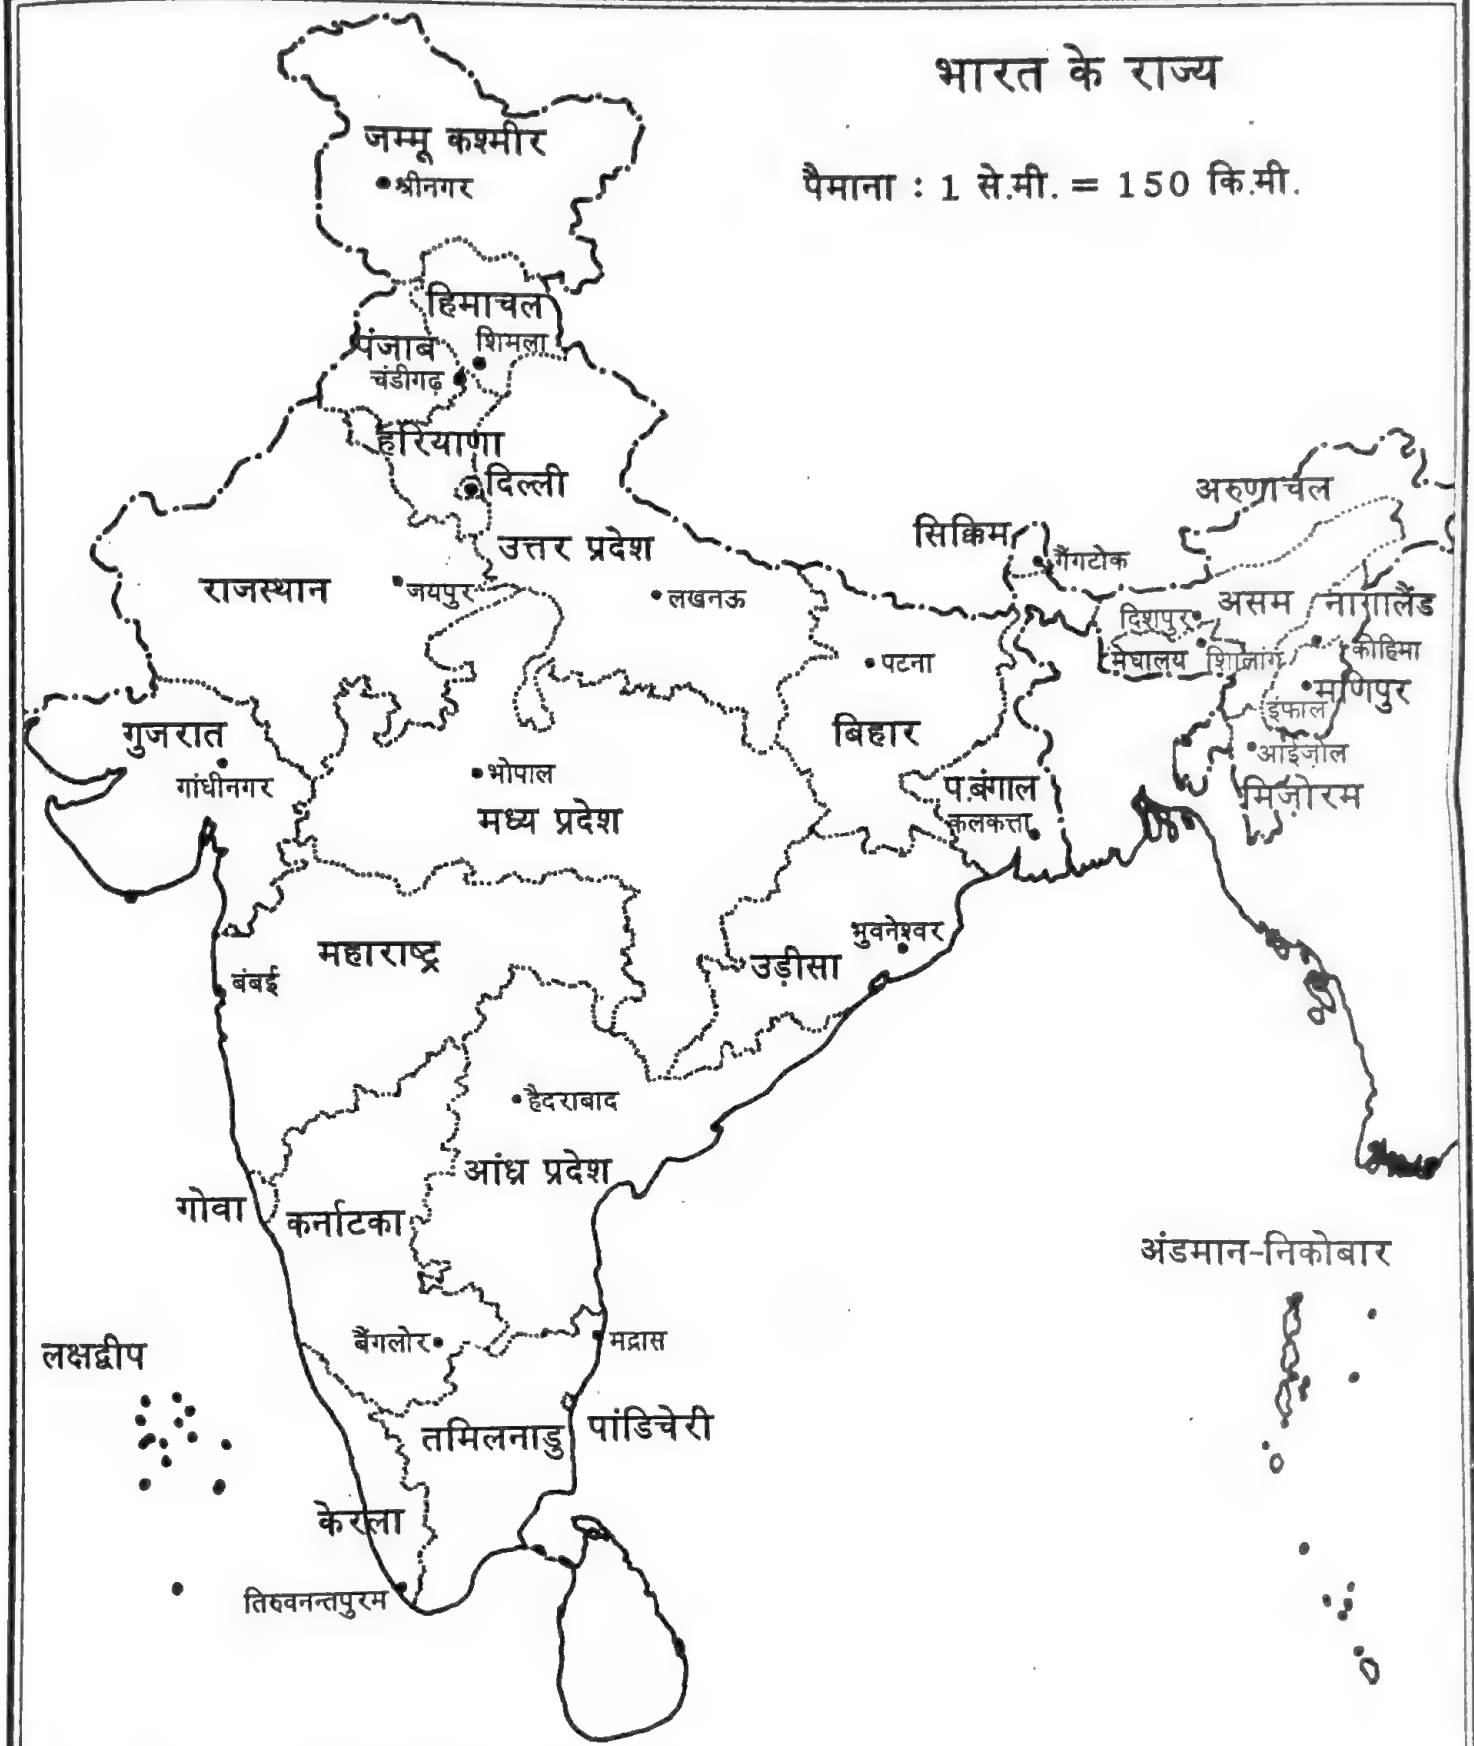 भारत के राज्य
पैमाना : 1 से.मी. = 150 कि.मी.
जम्मू कश्मीर
श्रीनगर
हिमाचल
शिमला
पंजाब
चंडीगढ़
हरियाणा
दिल्ली
उत्तर प्रदेश
लखनऊ
राजस्थान
जयपुर
सिक्किम
गैंगटोक
अरुणाचल
असम
दिशपुर
नागालैंड
कोहिमा
मेघालय
शिलांग
मणिपुर
इंफाल
आईज़ोल
मिज़ोरम
पटना
बिहार
प.बंगाल
कलकत्ता
गुजरात
गांधीनगर
भोपाल
मध्य प्रदेश
महाराष्ट्र
बंबई
उड़ीसा
भुवनेश्वर
हैदराबाद
आंध्र प्रदेश
गोवा
कर्नाटका
बैंगलोर
मद्रास
अंडमान-निकोबार
लक्षद्वीप
तमिलनाडु
पांडिचेरी
केरला
तिरुवनन्तपुरम